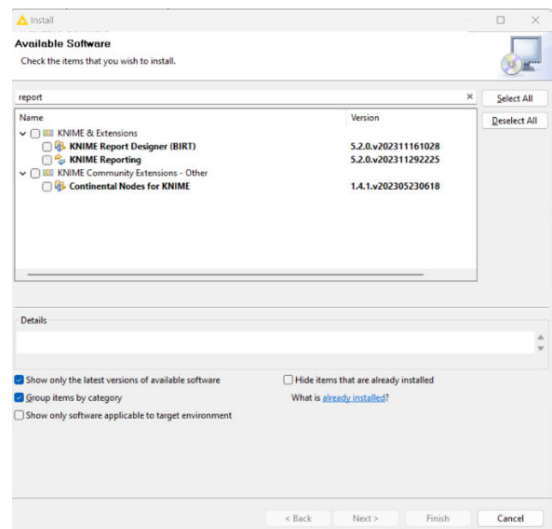 Install
Available Software
Check the items that you wish to install.
report
Select All
Deselect All
Name Version
KNIME & Extensions
KNIME Report Designer (BIRT) 5.2.0.v202311161028
KNIME Reporting 5.2.0.v202311292225
KNIME Community Extensions - Other
Continental Nodes for KNIME 1.4.1.v202305230618
Details
Show only the latest versions of available software
Hide items that are already installed
Group items by category
What is already installed?
Show only software applicable to target environment
< Back Next > Finish Cancel